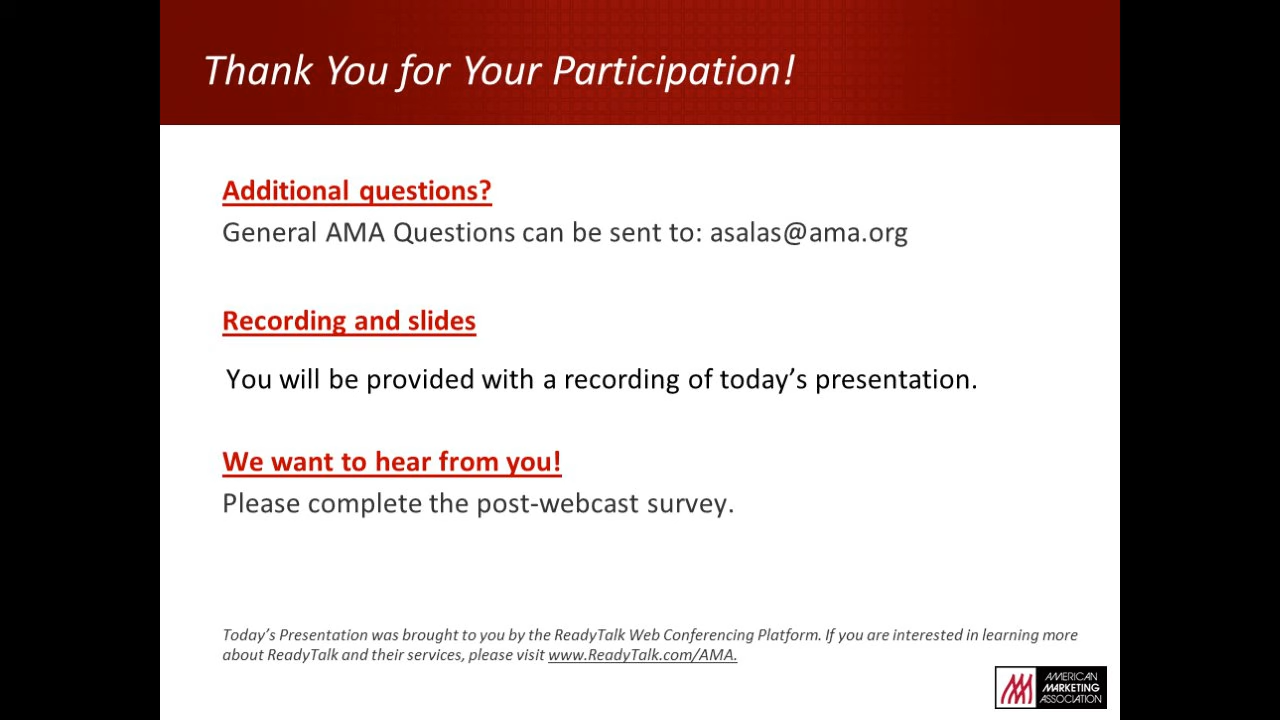 Thank You for Your Participation!
Additional questions?
General AMA Questions can be sent to: asalas@ama.org
Recording and slides
You will be provided with a recording of today’s presentation.
We want to hear from you!
Please complete the post-webcast survey.
Today’s Presentation was brought to you by the ReadyTalk Web Conferencing Platform. If you are interested in learning more
about ReadyTalk and their services, please visit www.ReadyTalk.com/AMA.
AMERICAN
MARKETING
ASSOCIATION